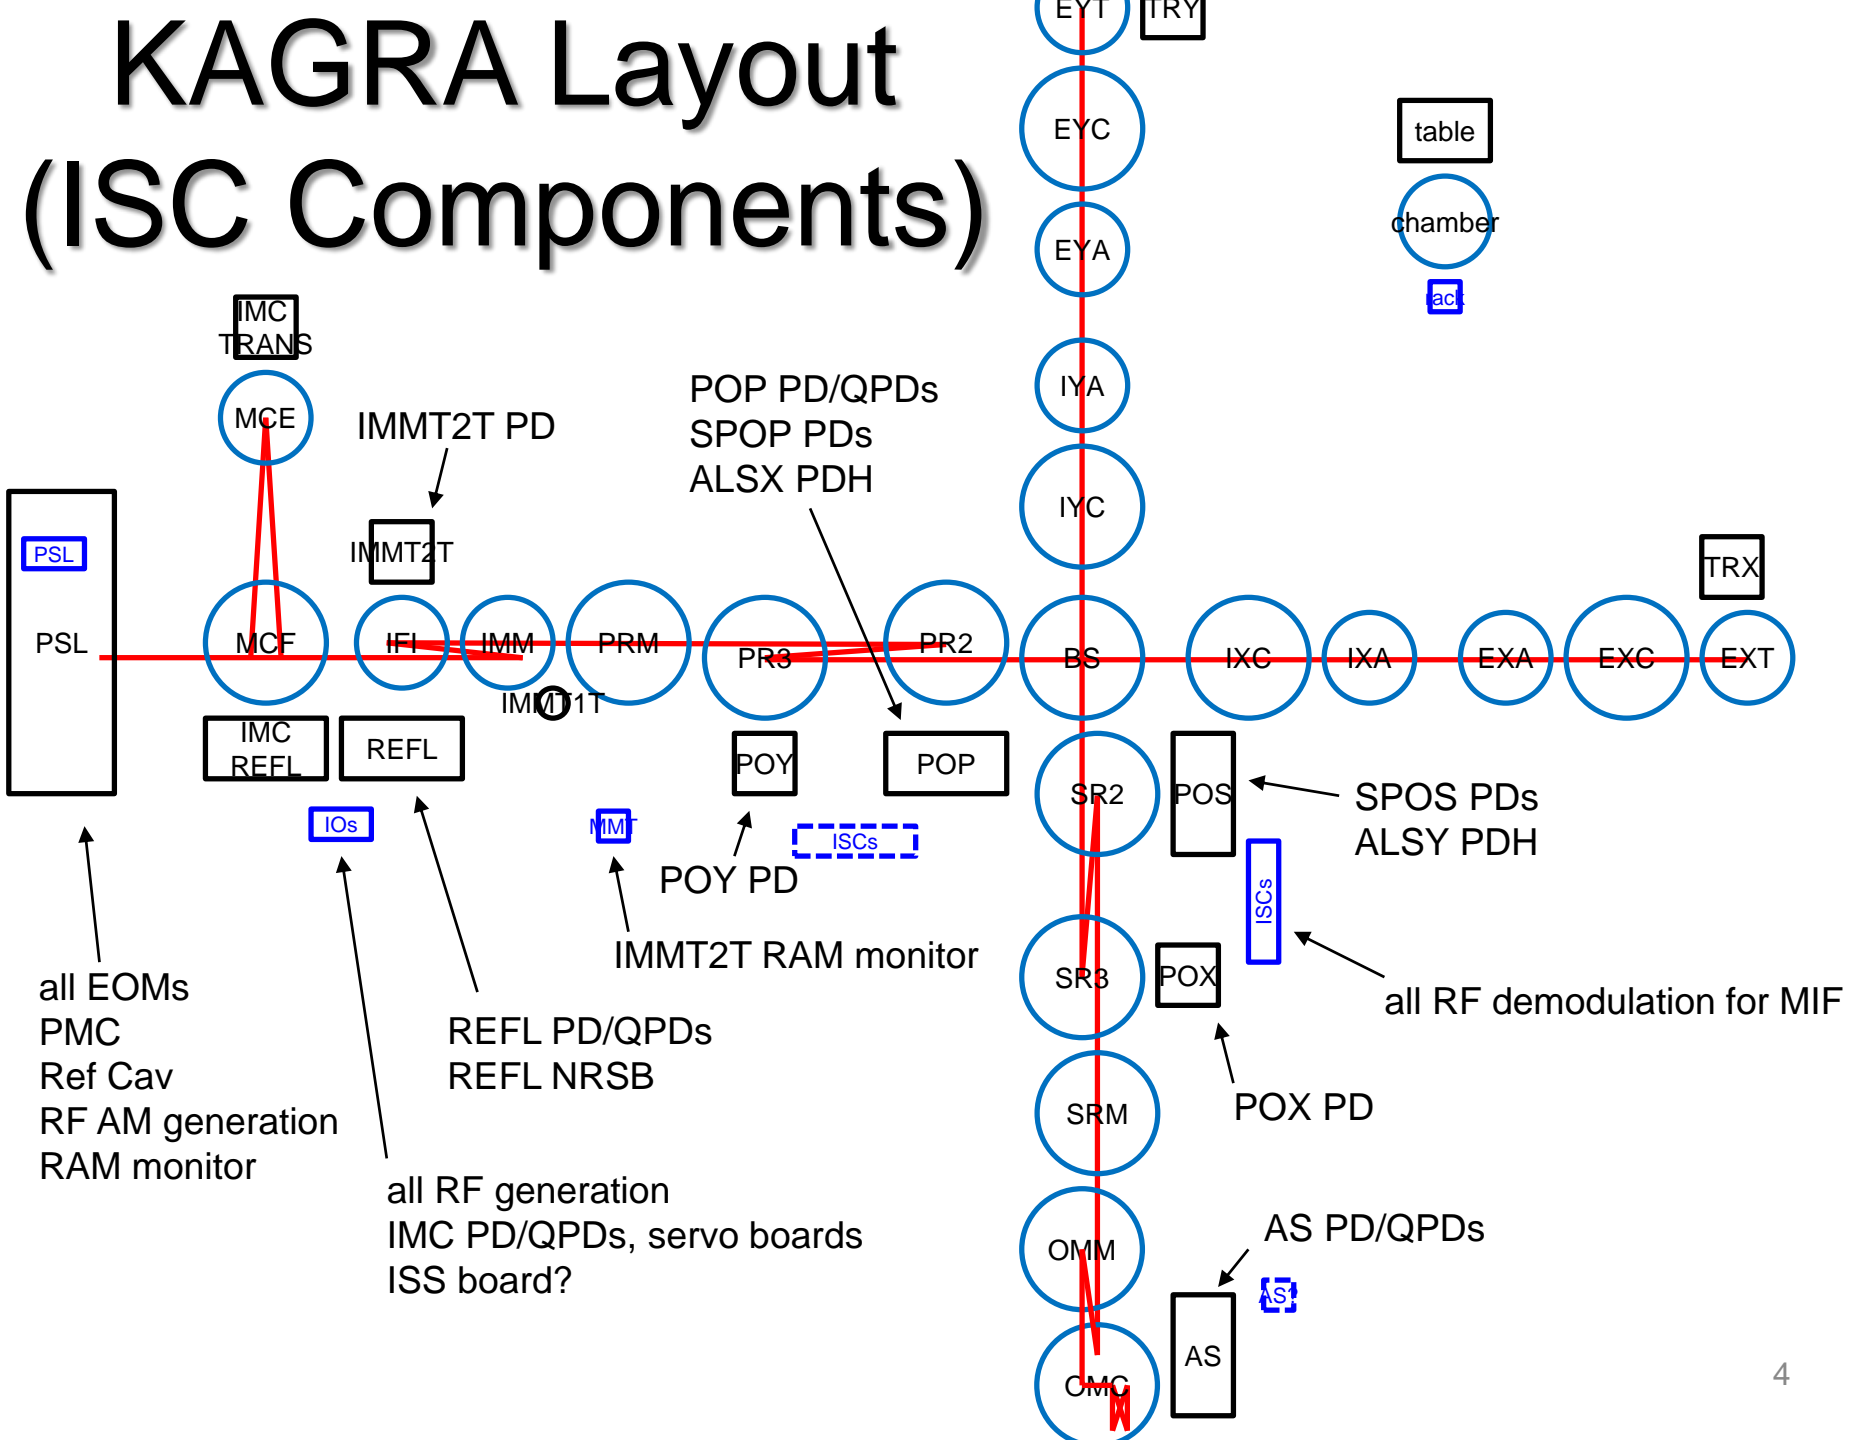 KAGRA Layout
(ISC Components)
EYT
TRY
EYC
table
chamber
EYA
rack
IMC
TRANS
IYA
POP PD/QPDs
SPOP PDs
ALSX PDH
MCE
IMMT2T PD
IYC
PSL
IMMT2T
TRX
PSL
MCF
IFI
IMM
PRM
PR3
PR2
BS
IXC
IXA
EXA
EXC
EXT
IMMT1T
IMC
REFL
REFL
POY
POP
SR2
POS
SPOS PDs
ALSY PDH
IOs
MMT
ISCs
POY PD
ISCs
IMMT2T RAM monitor
SR3
POX
all RF demodulation for MIF
all EOMs
PMC
Ref Cav
RF AM generation
RAM monitor
REFL PD/QPDs
REFL NRSB
POX PD
SRM
all RF generation
IMC PD/QPDs, servo boards
ISS board?
AS PD/QPDs
OMM
AS?
AS
OMC
4